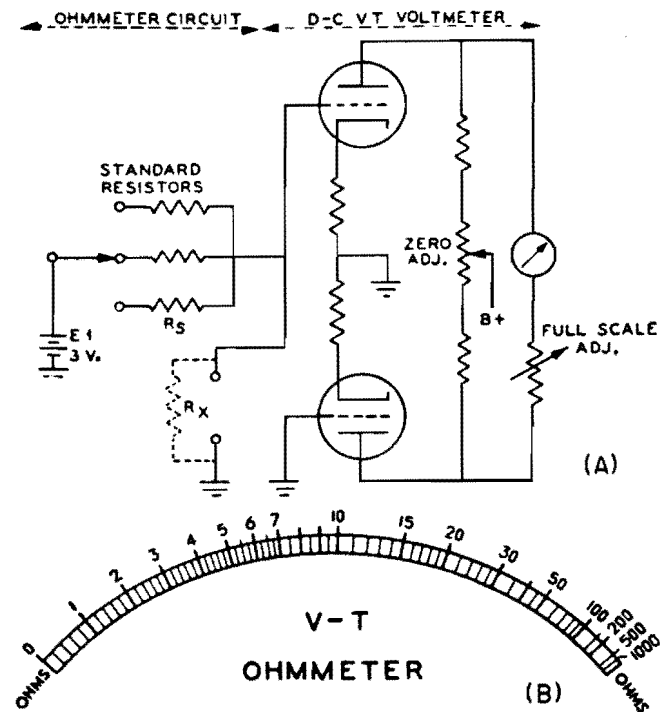 OHMMETER CIRCUIT
D-C VT VOLTMETER
STANDARD
RESISTORS
RS
E1
3 V.
RX
ZERO
ADJ.
B+
FULL SCALE
ADJ.
(A)
0 1 2 3 4 5 6 7 10 15 20 30 50 100 200 500 1000
OHMS
OHMS
V-T
OHMMETER
(B)